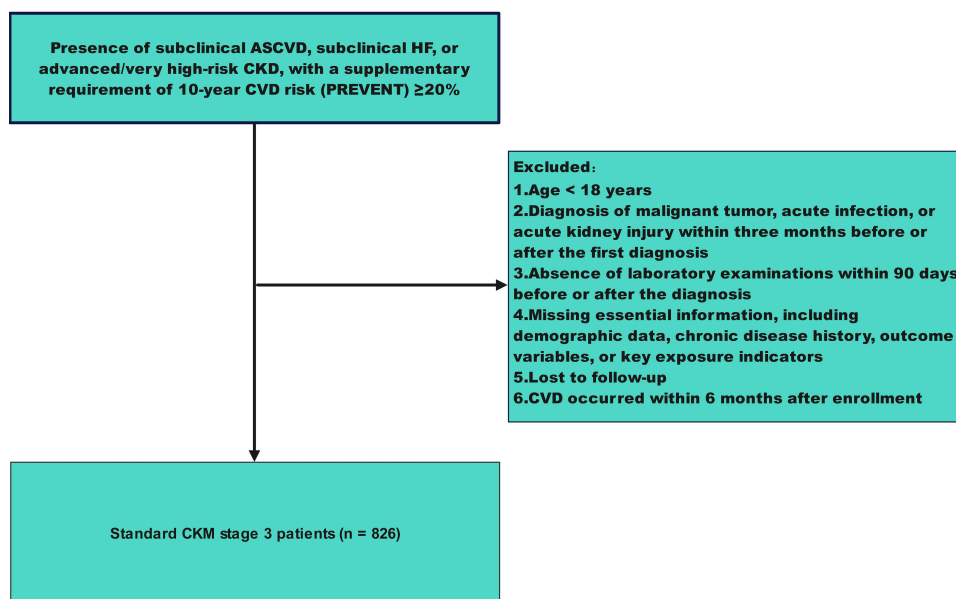 Presence of subclinical ASCVD, subclinical HF, or
advanced/very high-risk CKD, with a supplementary
requirement of 10-year CVD risk (PREVENT) ≥20%
Excluded:
1.Age < 18 years
2.Diagnosis of malignant tumor, acute infection, or
acute kidney injury within three months before or
after the first diagnosis
3.Absence of laboratory examinations within 90 days
before or after the diagnosis
4.Missing essential information, including
demographic data, chronic disease history, outcome
variables, or key exposure indicators
5.Lost to follow-up
6.CVD occurred within 6 months after enrollment
Standard CKM stage 3 patients (n = 826)